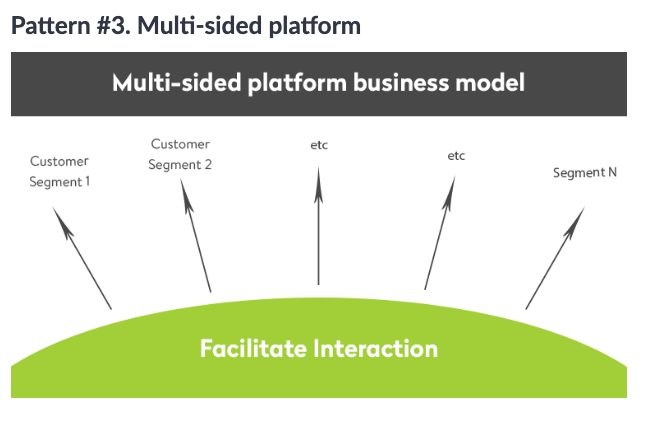 Pattern #3. Multi-sided platform
Multi-sided platform business model
Customer
Segment 1
Customer
Segment 2
etc
etc
Segment N
Facilitate Interaction